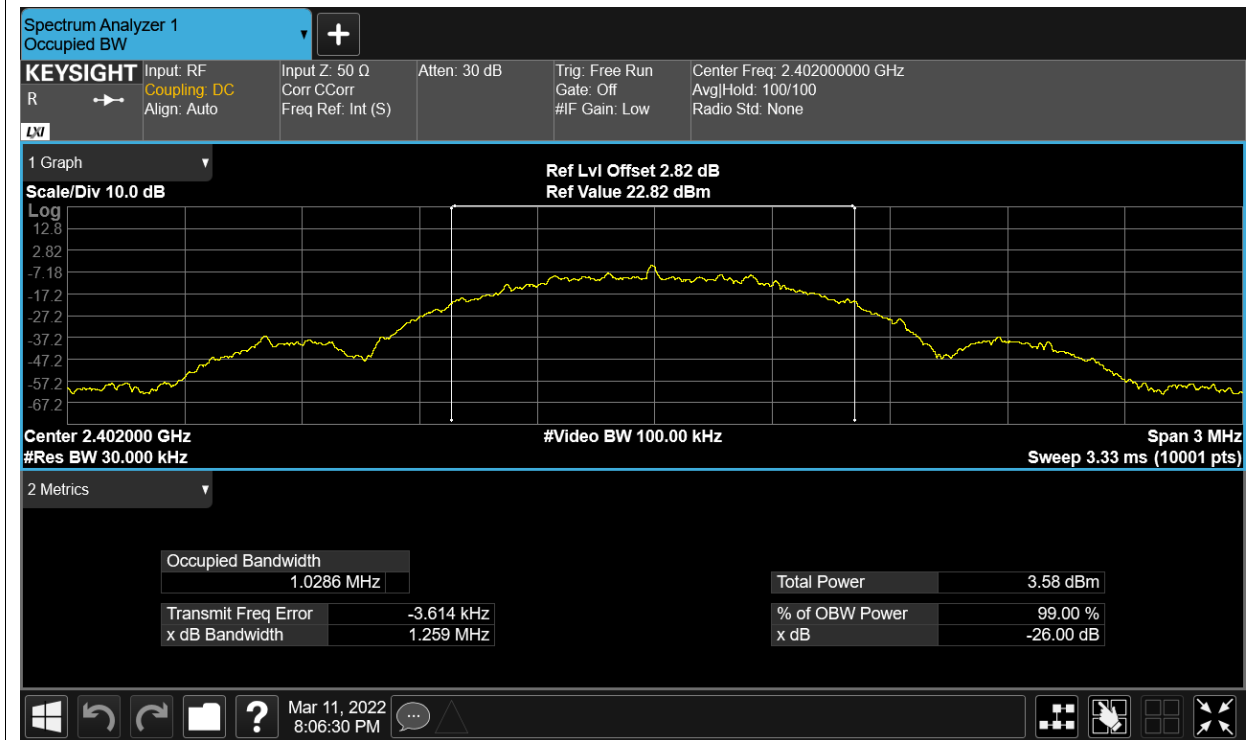 Spectrum Analyzer 1
Occupied BW
KEYSIGHT
R
LXI
Input: RF
Coupling: DC
Align: Auto
Input Z: 50 Ω
Corr CCorr
Freq Ref: Int (S)
Atten: 30 dB
Trig: Free Run
Gate: Off
#IF Gain: Low
Center Freq: 2.402000000 GHz
Avg|Hold: 100/100
Radio Std: None
1 Graph
Scale/Div 10.0 dB
Ref Lvl Offset 2.82 dB
Ref Value 22.82 dBm
Log
12.8
2.82
-7.18
-17.2
-27.2
-37.2
-47.2
-57.2
-67.2
Center 2.402000 GHz
#Res BW 30.000 kHz
#Video BW 100.00 kHz
Span 3 MHz
Sweep 3.33 ms (10001 pts)
2 Metrics
Occupied Bandwidth
1.0286 MHz
Transmit Freq Error -3.614 kHz
x dB Bandwidth 1.259 MHz
Total Power 3.58 dBm
% of OBW Power 99.00 %
x dB -26.00 dB
?
Mar 11, 2022
8:06:30 PM